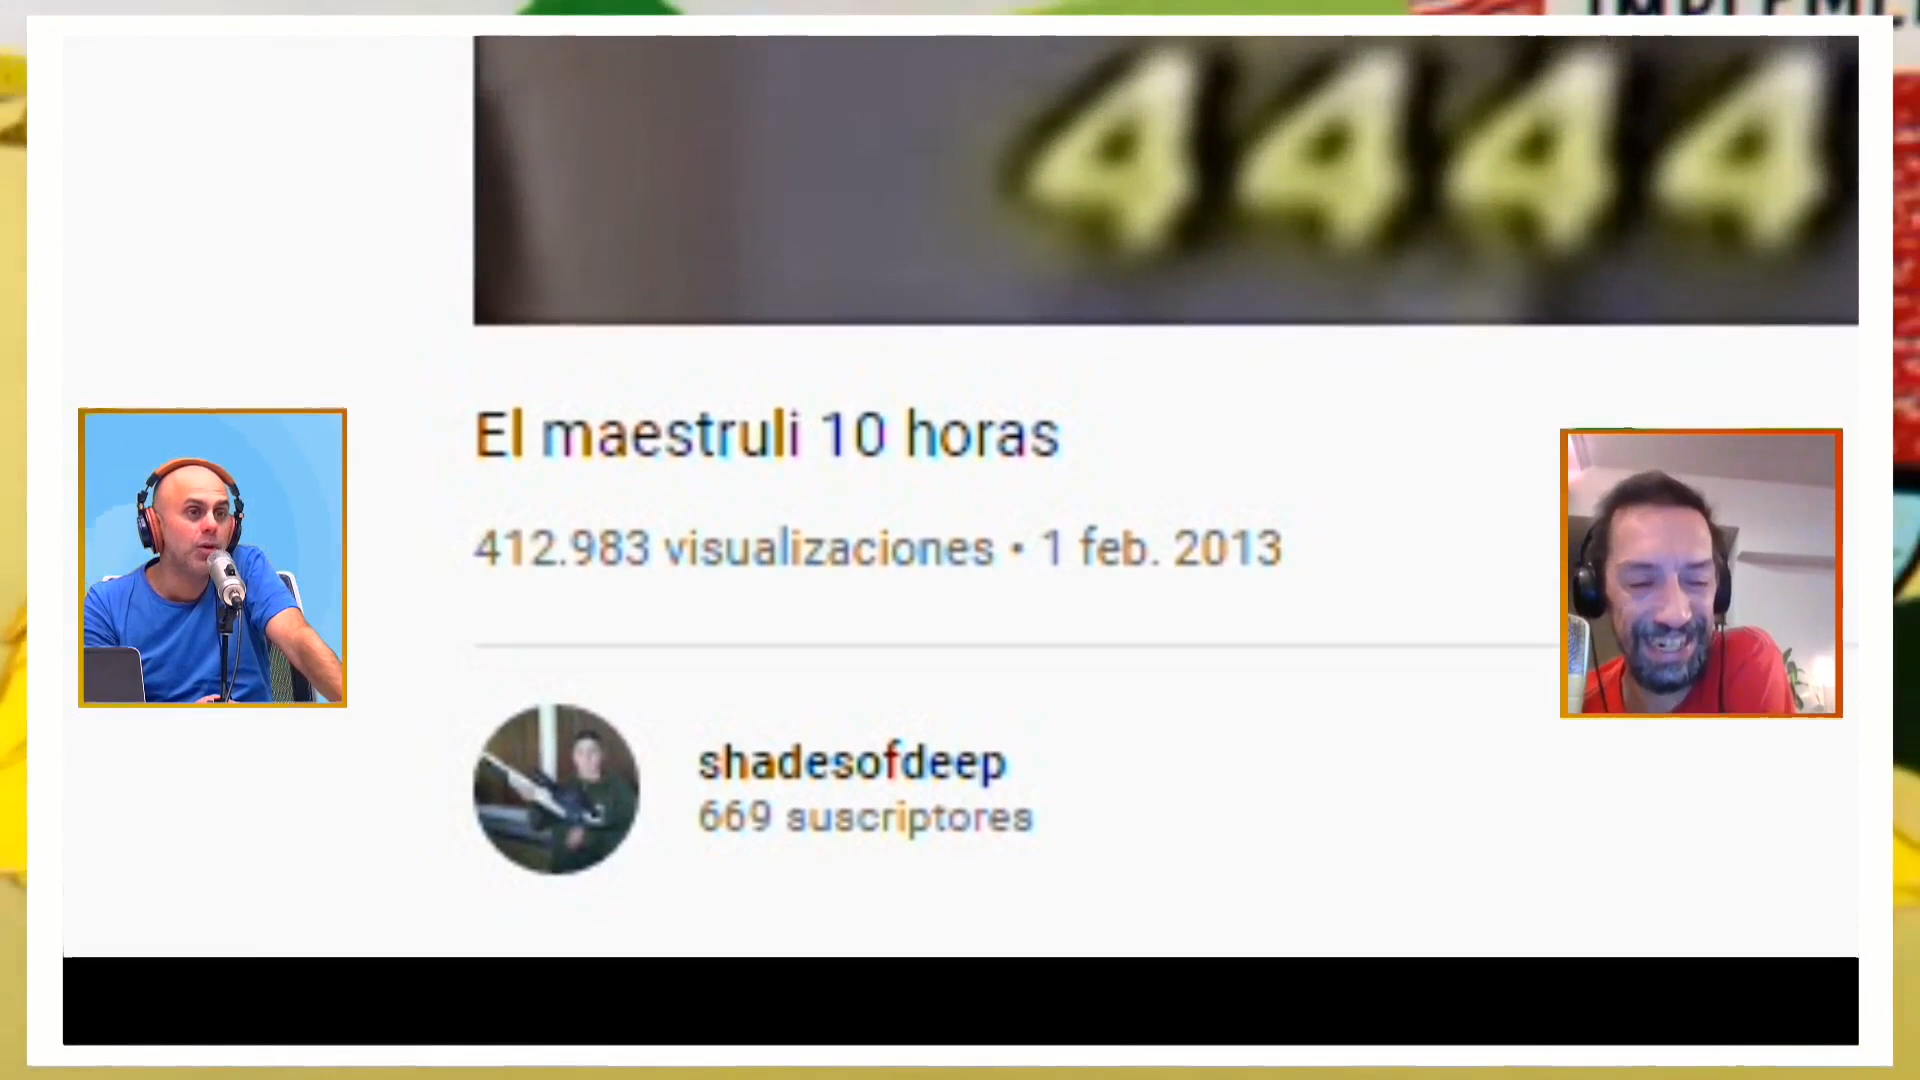 4444
El maestruli 10 horas
412.983 visualizaciones • 1 feb. 2013
shadesofdeep
669 suscriptores